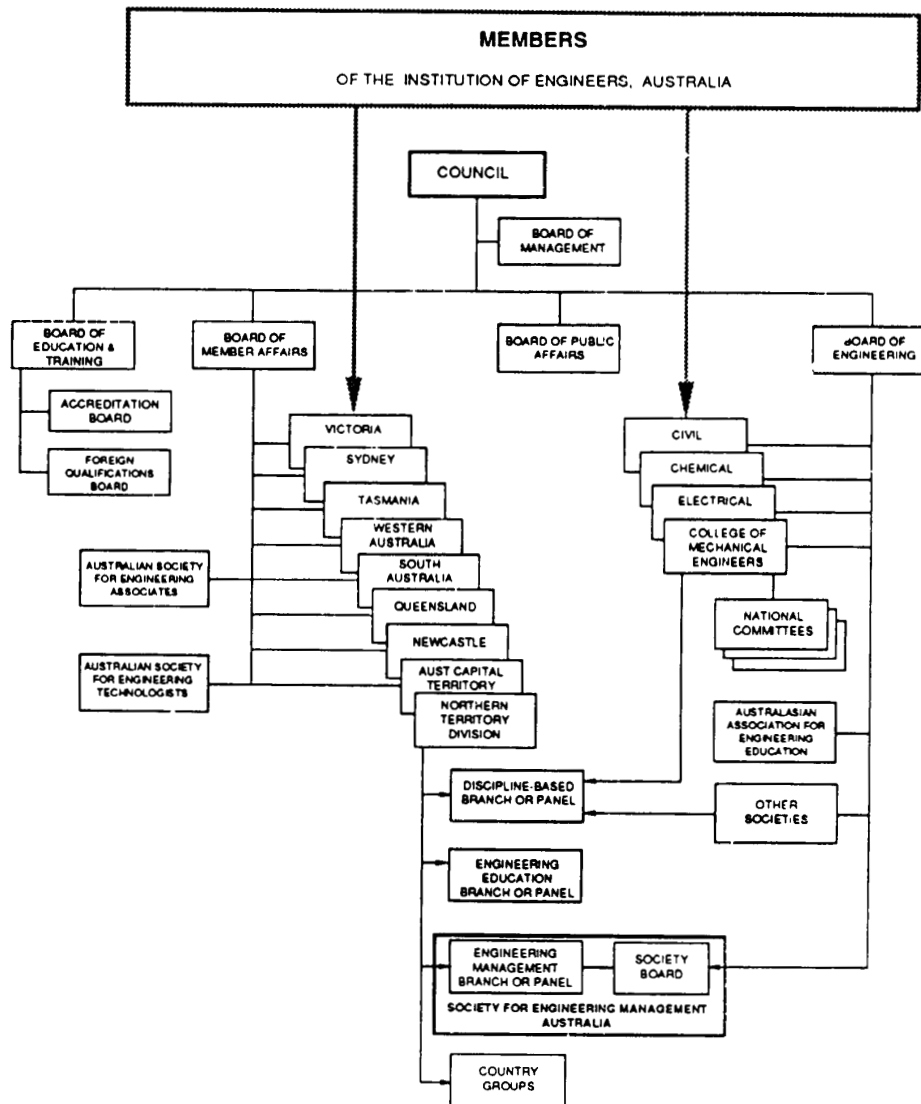 MEMBERS
OF THE INSTITUTION OF ENGINEERS, AUSTRALIA
COUNCIL
BOARD OF
MANAGEMENT
BOARD OF
EDUCATION &
TRAINING
BOARD OF
MEMBER AFFAIRS
BOARD OF PUBLIC
AFFAIRS
BOARD OF
ENGINEERING
ACCREDITATION
BOARD
FOREIGN
QUALIFICATIONS
BOARD
VICTORIA
SYDNEY
TASMANIA
WESTERN
AUSTRALIA
SOUTH
AUSTRALIA
QUEENSLAND
NEWCASTLE
AUST CAPITAL
TERRITORY
NORTHERN
TERRITORY
DIVISION
CIVIL
CHEMICAL
ELECTRICAL
COLLEGE OF
MECHANICAL
ENGINEERS
NATIONAL
COMMITTEES
AUSTRALIAN SOCIETY
FOR ENGINEERING
ASSOCIATES
AUSTRALIAN SOCIETY
FOR ENGINEERING
TECHNOLOGISTS
AUSTRALASIAN
ASSOCIATION FOR
ENGINEERING
EDUCATION
DISCIPLINE-BASED
BRANCH OR PANEL
OTHER
SOCIETIES
ENGINEERING
EDUCATION
BRANCH OR PANEL
ENGINEERING
MANAGEMENT
BRANCH OR PANEL
SOCIETY
BOARD
SOCIETY FOR ENGINEERING MANAGEMENT
AUSTRALIA
COUNTRY
GROUPS